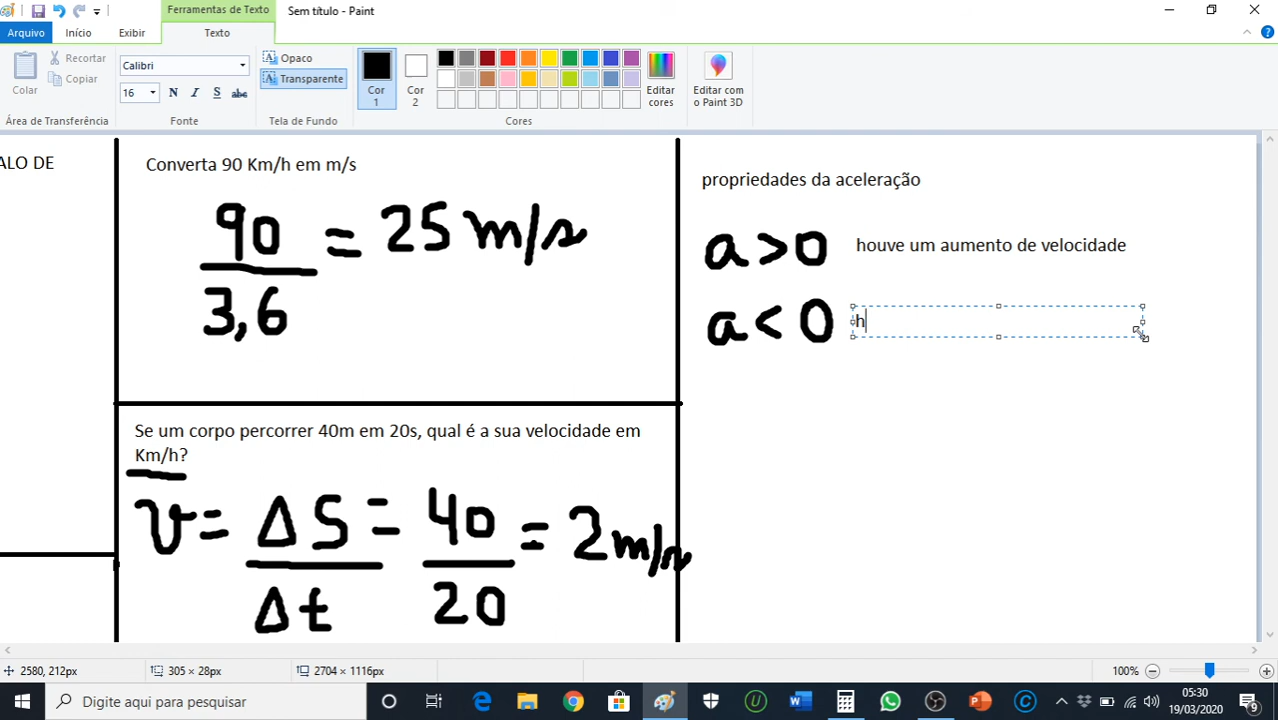 Ferramentas de Texto
Sem título - Paint
Arquivo
Início
Exibir
Texto
Colar
Recortar
Copiar
Área de Transferência
Calibri
16
N I S abc
Fonte
Opaco
Transparente
Tela de Fundo
Cor
1
Cor
2
Cores
Editar
cores
Editar com
o Paint 3D
ALO DE
Converta 90 Km/h em m/s
90
3,6
= 25 m/s
Se um corpo percorrer 40m em 20s, qual é a sua velocidade em
Km/h?
v = ΔS = 40 = 2m/s
Δt 20
propriedades da aceleração
a > 0 houve um aumento de velocidade
a < 0 h
2580, 212px
305 × 28px
2704 × 1116px
100%
Digite aqui para pesquisar
05:30
19/03/2020
9